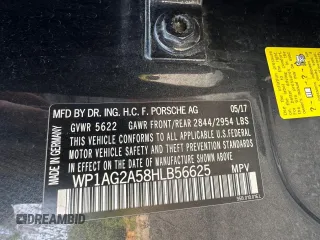 MFD. BY DR. ING. H.C. F. PORSCHE AG 05/17
GVWR 5622 GAWR FRONT/REAR 2844/2954 LBS
MADE IN GERMANY
THIS VEHICLE CONFORMS TO ALL APPLICABLE
U.S. FEDERAL MOTOR VEHICLE SAFETY AND
THEFT PREVENTION STANDARDS IN EFFECT ON
THE DATE OF MANUFACTURE SHOWN ABOVE.
WP1AG2A58HLB56625 MPV
DREAMBID